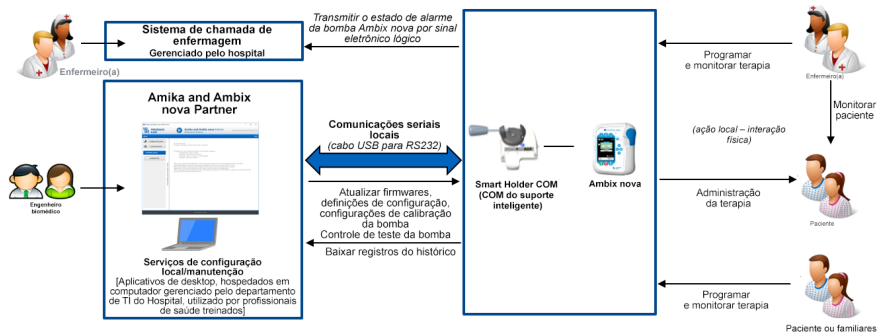 Sistema de chamada
de enfermagem
Gerenciado pelo hospital
Enfermeiro(a)
Transmitir o estado de alarme
da bomba Ambix nova por sinal
eletrônico lógico
Programar
e monitorar terapia
Enfermeiro(a)
Monitorar
paciente
Amika and Ambix
nova Partner
Amika and Ambix nova Partner
Comunicações seriais
locais
(cabo USB para RS232)
Engenheiro
biomédico
Smart Holder COM
(COM do suporte
inteligente)
Ambix nova
(ação local – interação
física)
Atualizar firmwares,
definições de configuração,
configurações de calibração
da bomba
Controle de teste da bomba
Baixar registros do histórico
Administração
da terapia
Paciente
Serviços de configuração
local/manutenção
[Aplicativos de desktop, hospedados em
computador gerenciado pelo departamento
de TI do Hospital, utilizado por profissionais
de saúde treinados]
Programar
e monitorar terapia
Paciente ou familiares